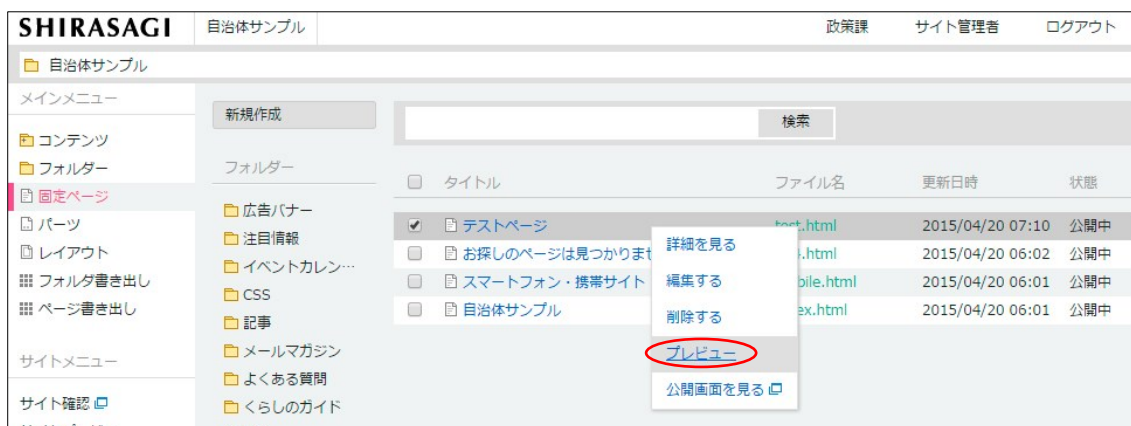 SHIRASAGI 自治体サンプル 政策課 サイト管理者 ログアウト
自治体サンプル
メインメニュー
コンテンツ
フォルダー
固定ページ
パーツ
レイアウト
フォルダ書き出し
ページ書き出し
サイトメニュー
サイト確認
新規作成
フォルダー
広告バナー
注目情報
イベントカレン…
CSS
記事
メールマガジン
よくある質問
くらしのガイド
検索
タイトル ファイル名 更新日時 状態
テストページ test.html 2015/04/20 07:10 公開中
お探しのページは見つかりませ .html 2015/04/20 06:02 公開中
スマートフォン・携帯サイト bile.html 2015/04/20 06:01 公開中
自治体サンプル ex.html 2015/04/20 06:01 公開中
詳細を見る
編集する
削除する
プレビュー
公開画面を見る